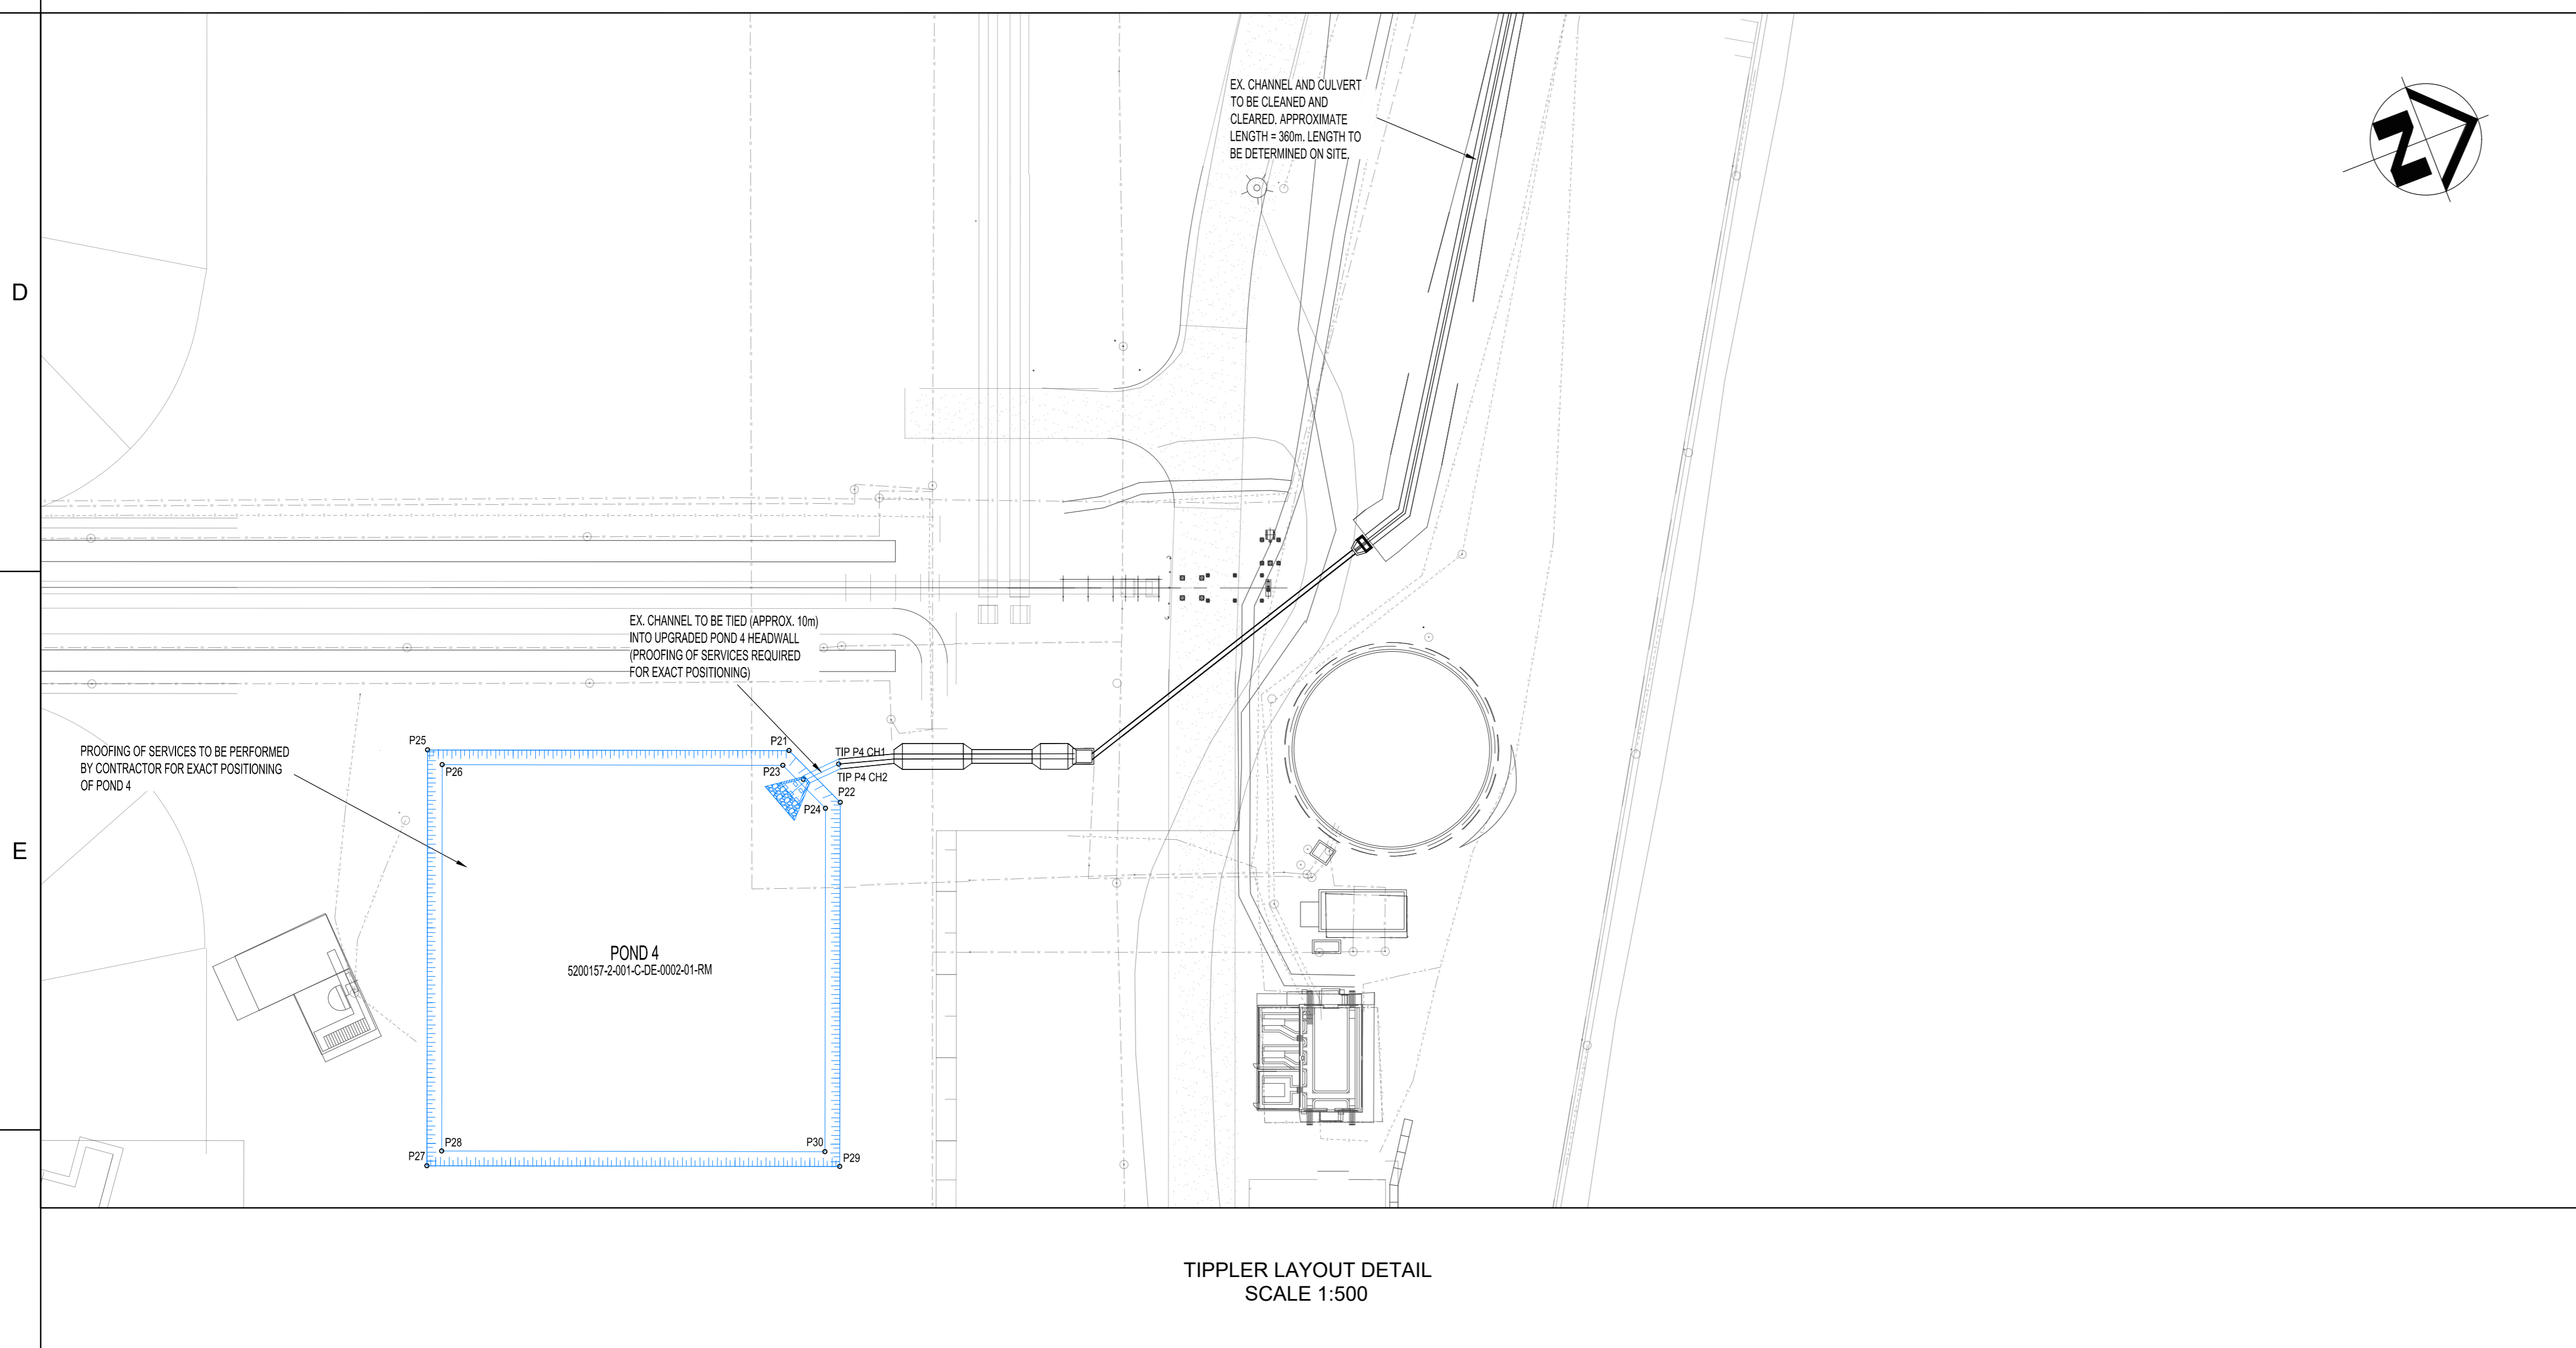 EX. CHANNEL AND CULVERT
TO BE CLEANED AND
CLEARED. APPROXIMATE
LENGTH = 360m. LENGTH TO
BE DETERMINED ON SITE.
N
D
EX. CHANNEL TO BE TIED (APPROX. 10m)
INTO UPGRADED POND 4 HEADWALL
(PROOFING OF SERVICES REQUIRED
FOR EXACT POSITIONING)
PROOFING OF SERVICES TO BE PERFORMED
BY CONTRACTOR FOR EXACT POSITIONING
OF POND 4
P25
P21
TIP P4 CH1
P26
P23
TIP P4 CH2
P22
P24
E
POND 4
5200157-2-001-C-DE-0002-01-RM
P28
P30
P27
P29
TIPPLER LAYOUT DETAIL
SCALE 1:500